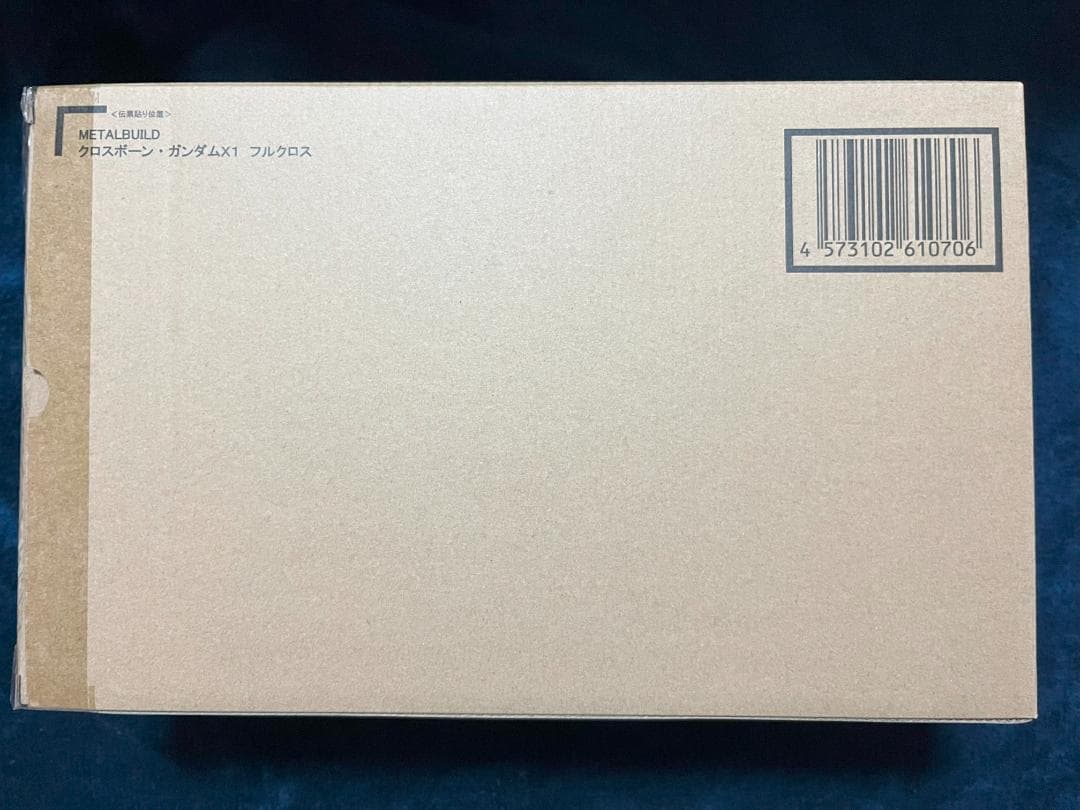 ＜伝票貼り位置＞
METALBUILD
クロスボーン・ガンダムX1 フルクロス
4 573102 610706